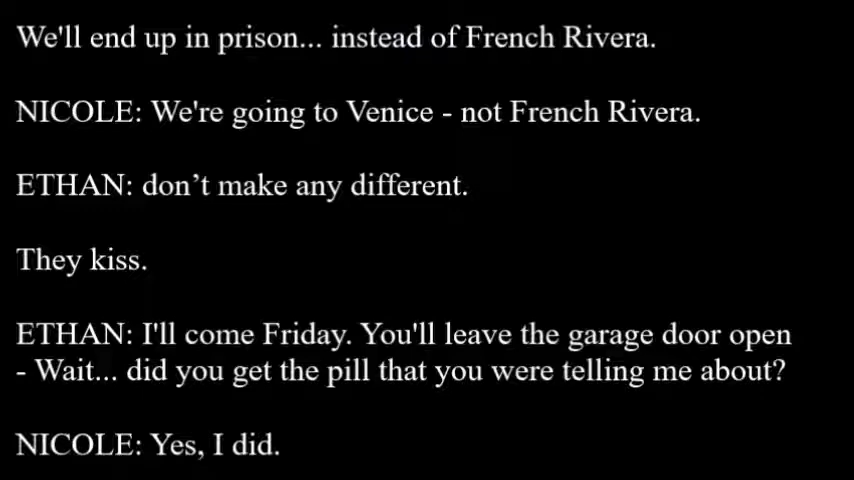 We'll end up in prison... instead of French Rivera.
NICOLE: We're going to Venice - not French Rivera.
ETHAN: don’t make any different.
They kiss.
ETHAN: I'll come Friday. You'll leave the garage door open
- Wait... did you get the pill that you were telling me about?
NICOLE: Yes, I did.